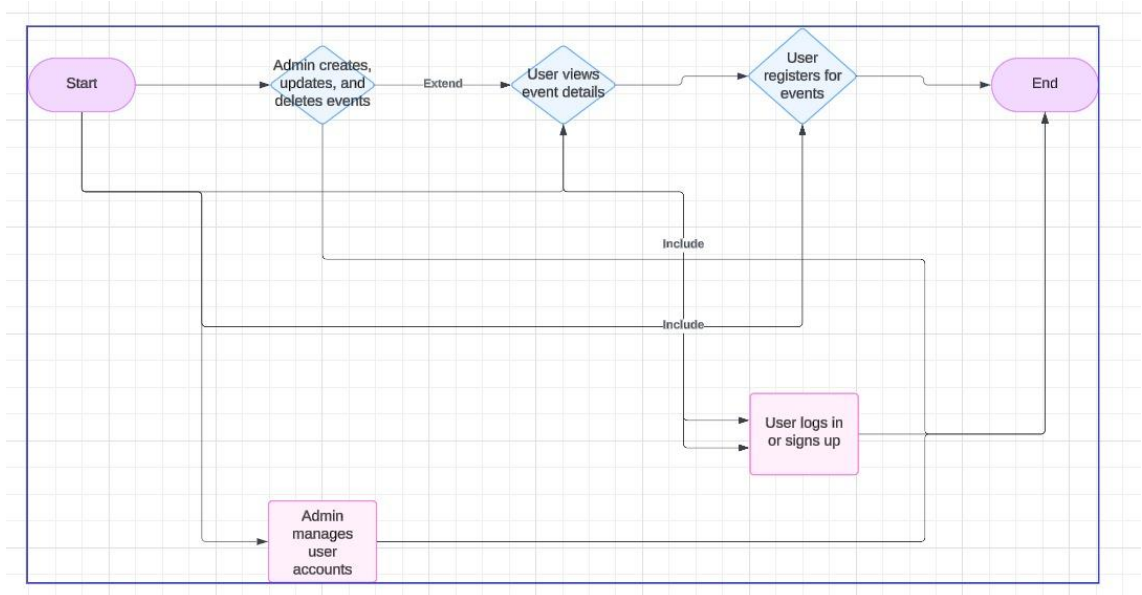 Start
Admin creates,
updates, and
deletes events
Extend
User views
event details
User
registers for
events
End
Include
Include
User logs in
or signs up
Admin
manages
user
accounts